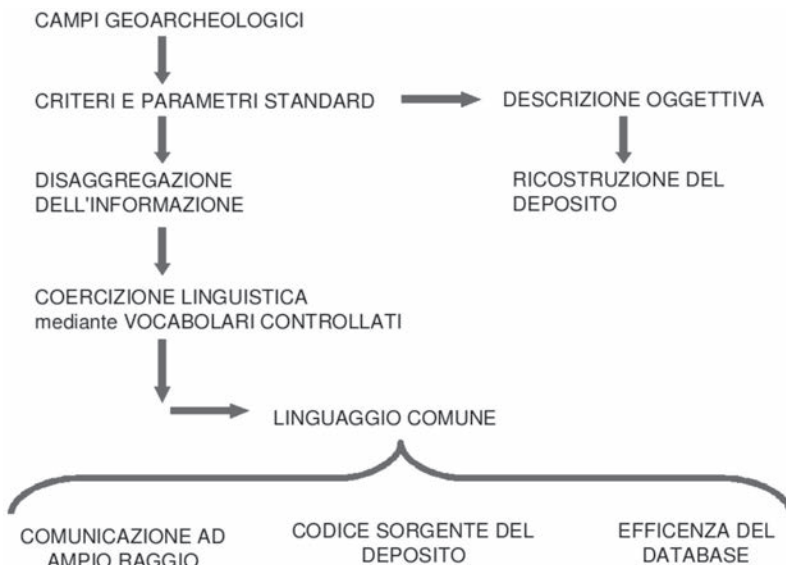 CAMPI GEOARCHEOLOGICI
CRITERI E PARAMETRI STANDARD
DESCRIZIONE OGGETTIVA
DISAGGREGAZIONE
DELL'INFORMAZIONE
RICOSTRUZIONE DEL
DEPOSITO
COERCIZIONE LINGUISTICA
mediante VOCABOLARI CONTROLLATI
LINGUAGGIO COMUNE
COMUNICAZIONE AD
AMPIO RAGGIO
CODICE SORGENTE DEL
DEPOSITO
EFFICENZA DEL
DATABASE